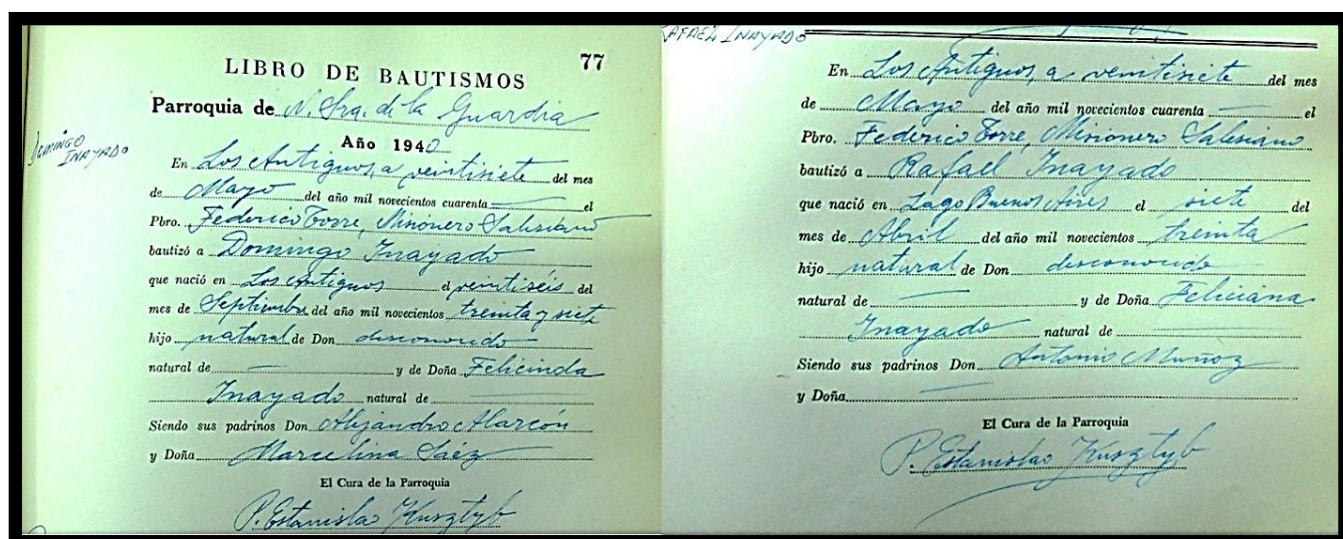 77
LIBRO DE BAUTISMOS
Parroquia de N. Sra. de la Guardia
DOMINGO
INAYADO
Año 1940
En Los Antiguos, a veintisiete del mes
de Mayo del año mil novecientos cuarenta el
Pbro. Federico Torre, Misionero Salesiano
bautizó a Domingo Inayado
que nació en Los Antiguos el veintiséis del
mes de Septiembre del año mil novecientos treinta y siete
hijo natural de Don desconocido
natural de y de Doña Felicinda
Inayado natural de
Siendo sus padrinos Don Alejandro Alarcón
y Doña Marcelina Sáez
El Cura de la Parroquia
P. Estanislao Kusztyb
RAFAEL INAYADO
En Los Antiguos, a veintisiete del mes
de Mayo del año mil novecientos cuarenta el
Pbro. Federico Torre, Misionero Salesiano
bautizó a Rafael Inayado
que nació en Lago Buenos Aires el siete del
mes de Abril del año mil novecientos treinta
hijo natural de Don desconocido
natural de y de Doña Feliciana
Inayado natural de
Siendo sus padrinos Don Antonio Muñoz
y Doña
El Cura de la Parroquia
P. Estanislao Kusztyb